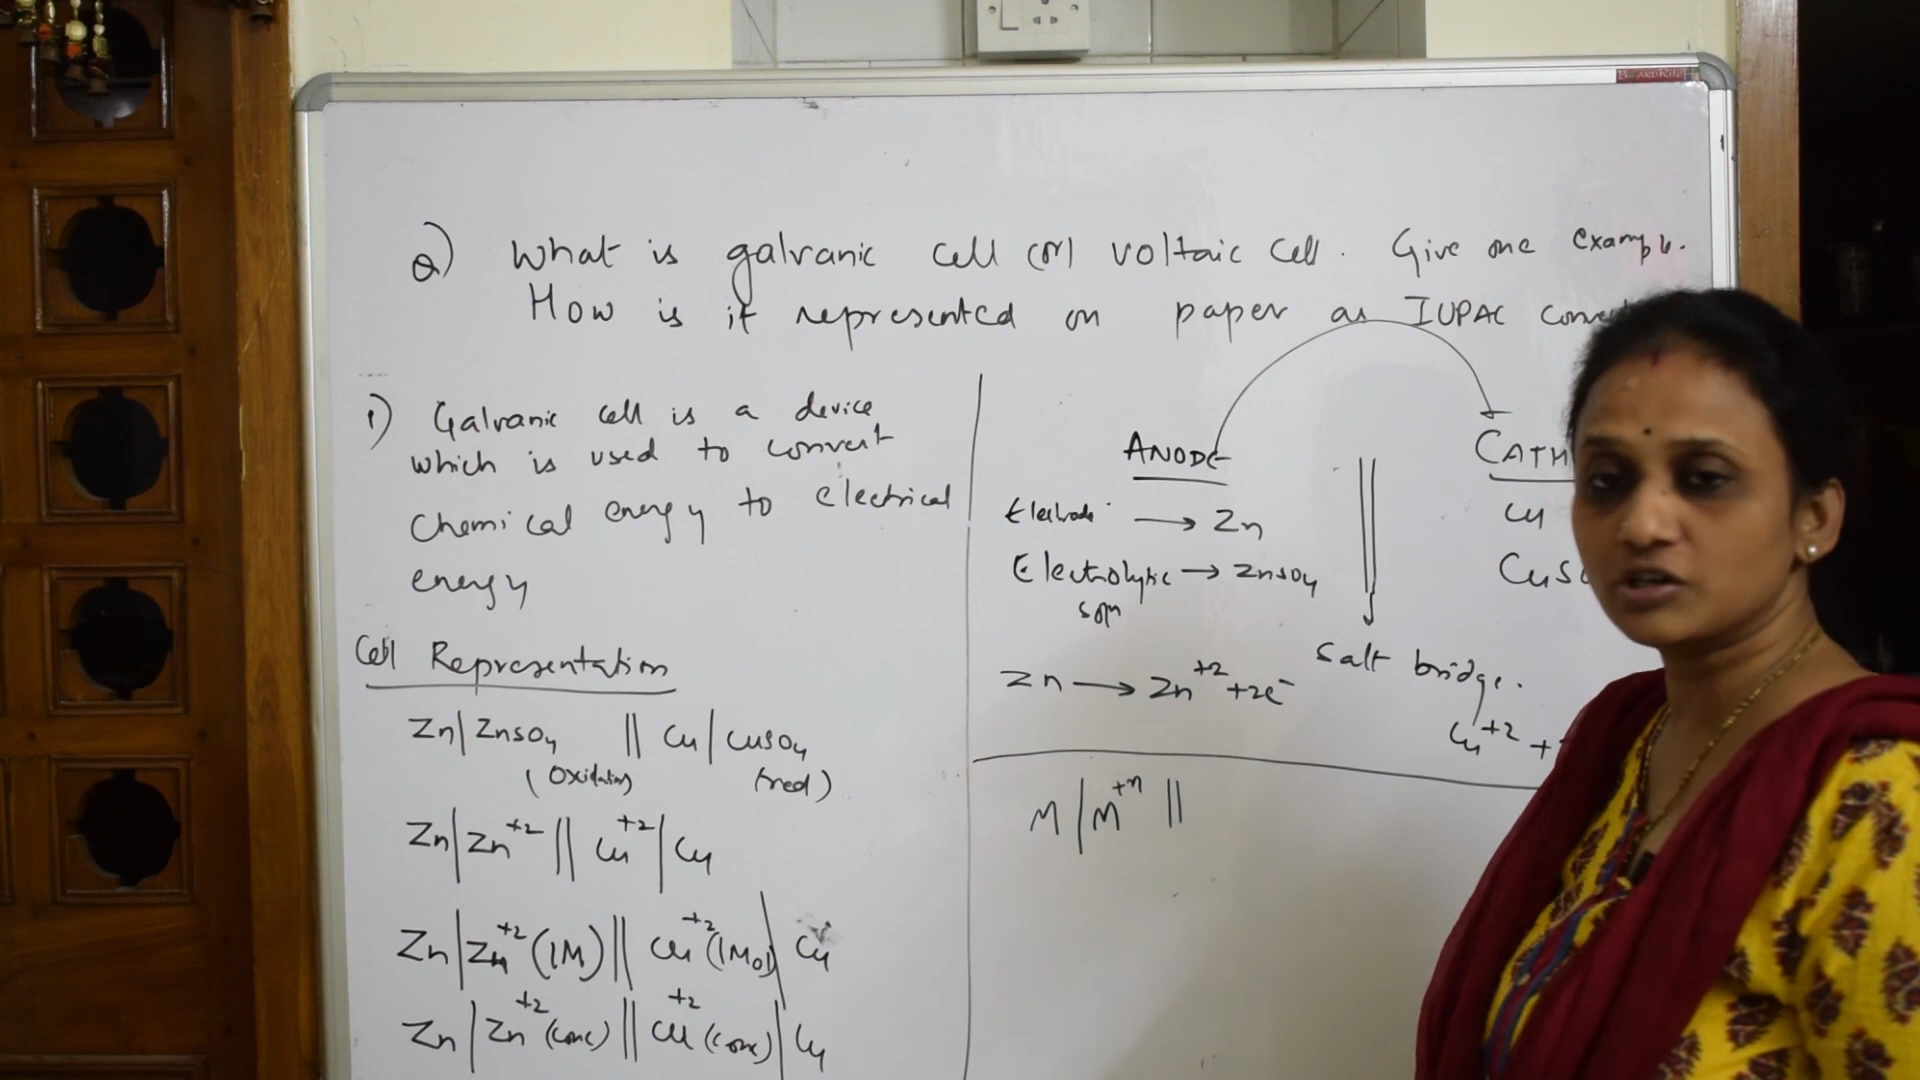 BOARDRITE
Q) What is galvanic cell (or) voltaic cell. Give one example.
How is it represented on paper as IUPAC
1) Galvanic cell is a device
which is used to convert
chemical energy to electrical
energy
Cell Representation
Zn|ZnSO4 || Cu|CuSO4
(Oxidation) (red)
Zn|Zn+2||Cu+2|Cu
Zn|Zn+2(1M)||Cu+2(1Mol)|Cu
Zn|Zn+2(conc)||Cu+2(conc)|Cu
ANODE CATH
Electrode → Zn Cu
Electrolytic → ZnSO4 CuS
soln
Salt bridge.
Zn → Zn+2 + 2e-
Cu+2 +
M|M+n ||